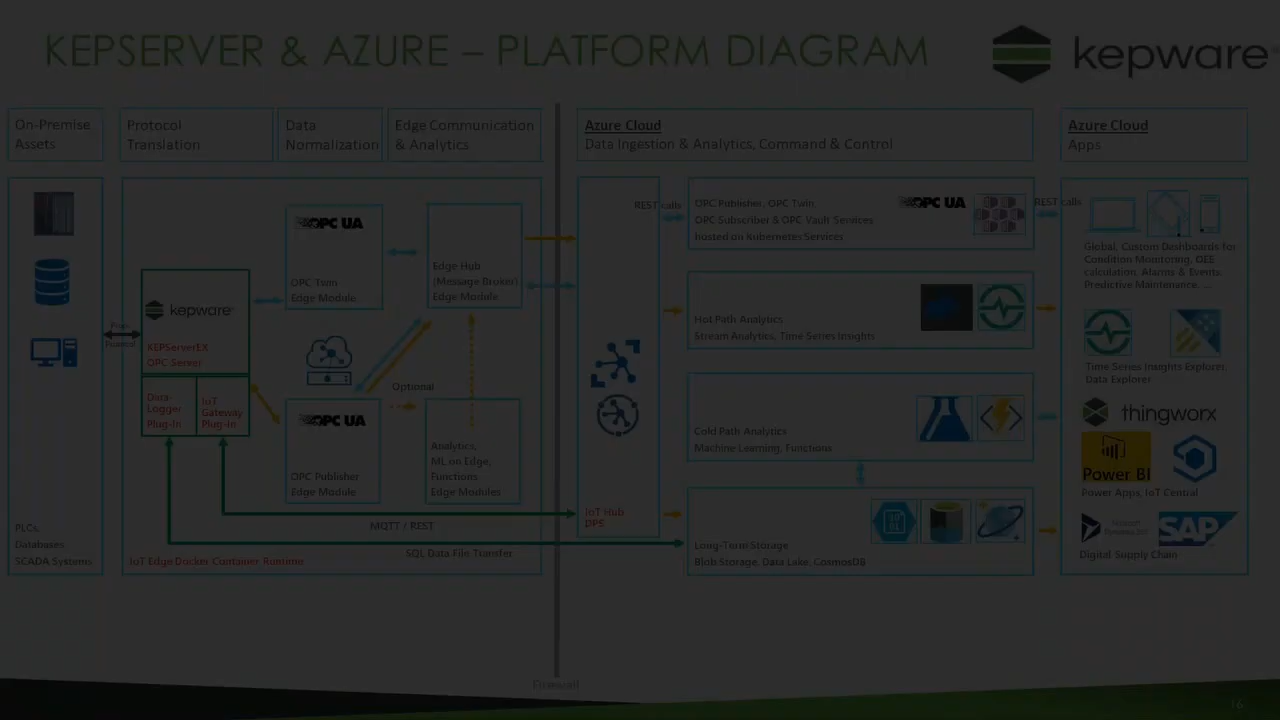 KEPSERVER & AZURE – PLATFORM DIAGRAM
kepware
On-Premise
Assets
Protocol
Translation
Data
Normalization
Edge Communication
& Analytics
Azure Cloud
Data Ingestion & Analytics, Command & Control
Azure Cloud
Apps
PLCs,
Databases,
SCADA Systems
kepware
KEPServerEX
OPC Server
Data-
Logger
Plug-In
IoT
Gateway
Plug-In
OPC UA
OPC Twin
Edge Module
Edge Hub
(Message Broker)
Edge Module
Optional
OPC UA
OPC Publisher
Edge Module
Analytics,
ML on Edge,
Functions
Edge Modules
MQTT / REST
SQL Data File Transfer
IoT Edge Docker Container Runtime
Firewall
IoT Hub
DPS
REST calls
OPC Publisher, OPC Twin,
OPC Subscriber & OPC Vault Services
hosted on Kubernetes Services
OPC UA
REST calls
Hot Path Analytics
Stream Analytics, Time Series Insights
Cold Path Analytics
Machine Learning, Functions
Long-Term Storage
Blob Storage, Data Lake, CosmosDB
Global, Custom Dashboards for
Condition Monitoring, OEE
calculation, Alarms & Events,
Predictive Maintenance, ...
Time Series Insights Explorer,
Data Explorer
thingworx
Power BI
Power Apps, IoT Central
SAP
Digital Supply Chain
16